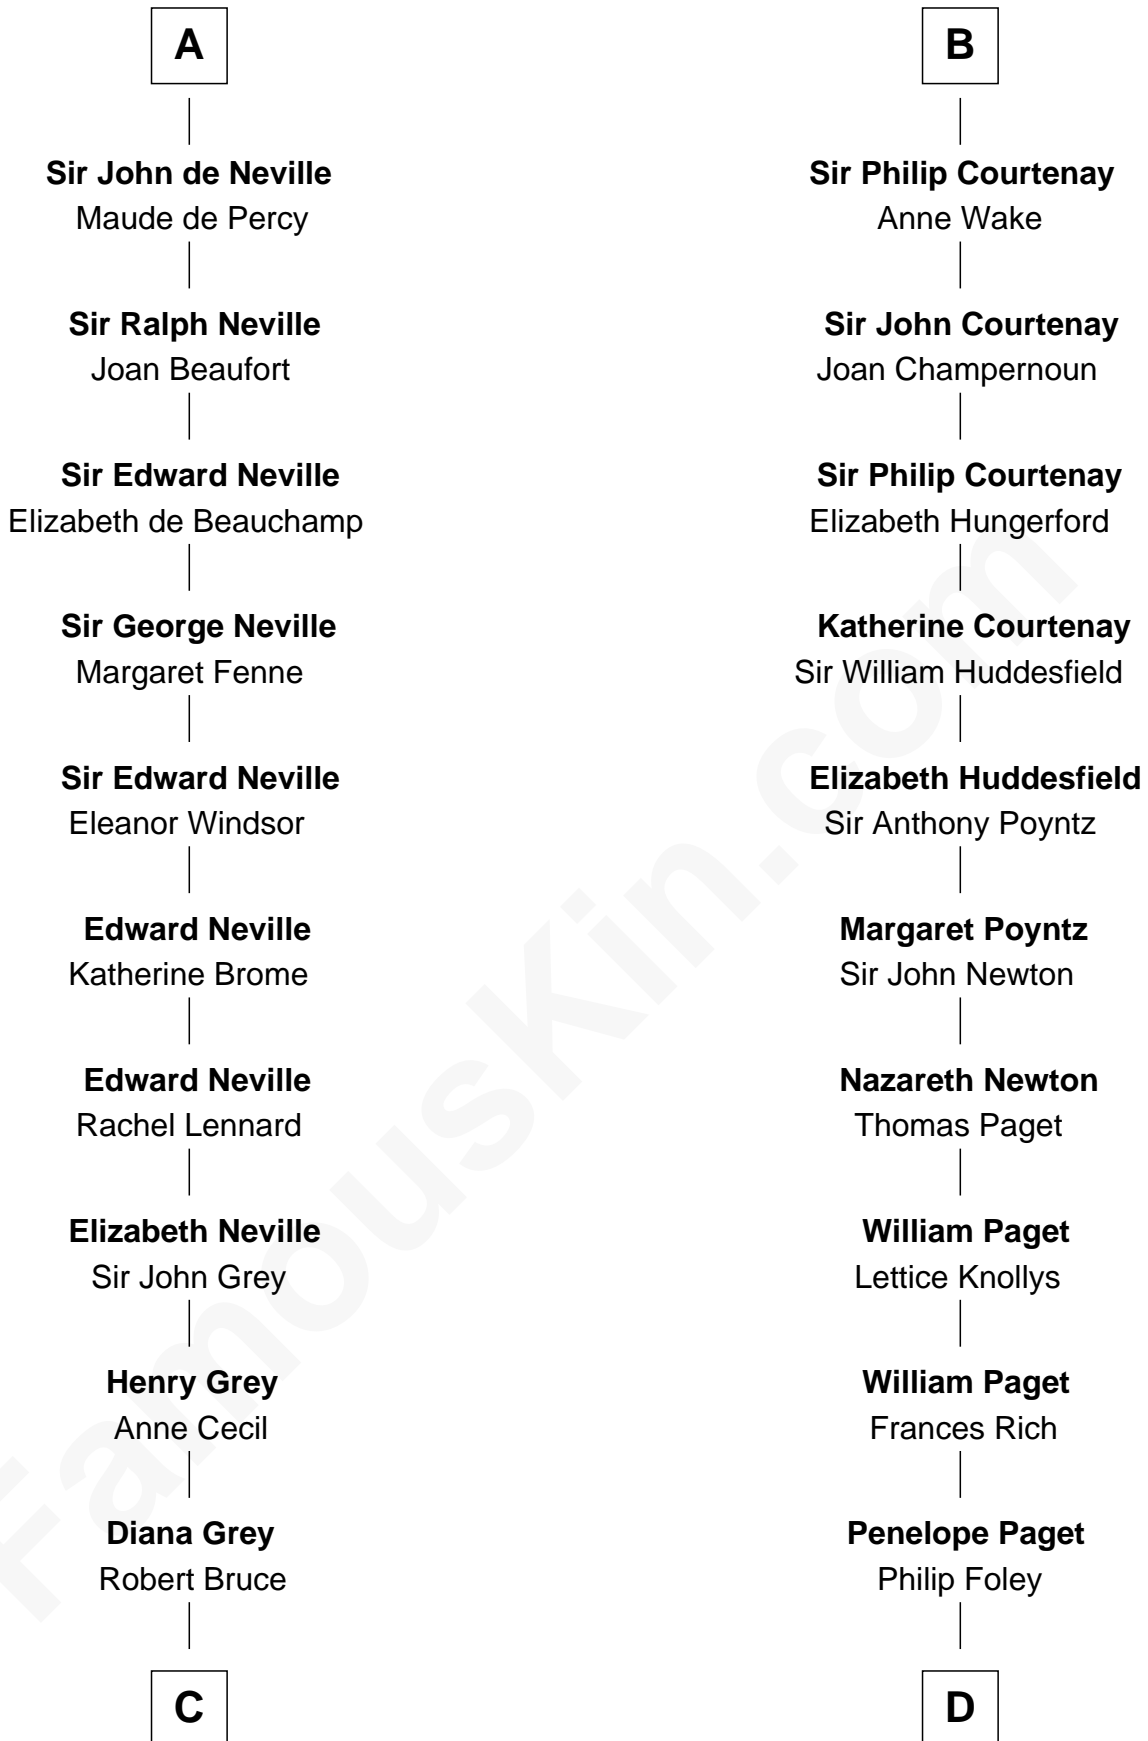 A
Sir John de Neville
Maude de Percy
Sir Ralph Neville
Joan Beaufort
Sir Edward Neville
Elizabeth de Beauchamp
Sir George Neville
Margaret Fenne
Sir Edward Neville
Eleanor Windsor
Edward Neville
Katherine Brome
Edward Neville
Rachel Lennard
Elizabeth Neville
Sir John Grey
Henry Grey
Anne Cecil
Diana Grey
Robert Bruce
C
B
Sir Philip Courtenay
Anne Wake
Sir John Courtenay
Joan Champernoun
Sir Philip Courtenay
Elizabeth Hungerford
Katherine Courtenay
Sir William Huddesfield
Elizabeth Huddesfield
Sir Anthony Poyntz
Margaret Poyntz
Sir John Newton
Nazareth Newton
Thomas Paget
William Paget
Lettice Knollys
William Paget
Frances Rich
Penelope Paget
Philip Foley
D
FamousKin.com